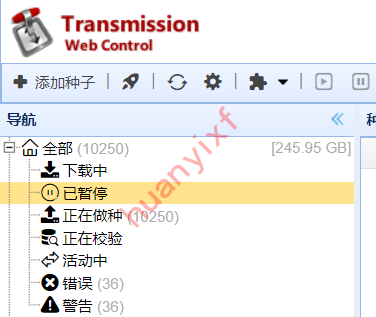 Transmission
Web Control
添加种子
导航
种
全部 (10250) [245.95 GB]
下载中
已暂停
正在做种 (10250)
正在校验
活动中
错误 (36)
警告 (36)
huanyixf